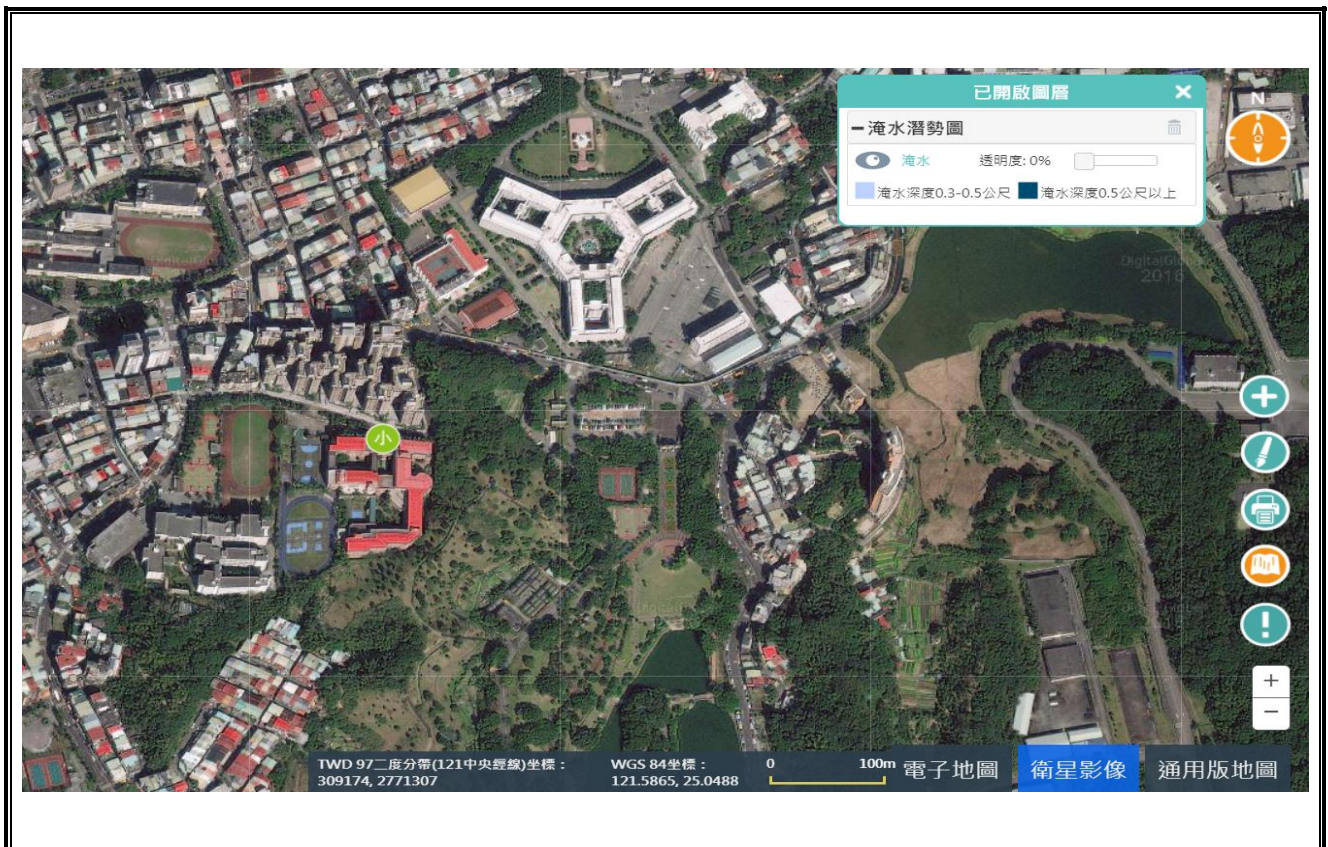 已開啟圖層 ×
N
−淹水潛勢圖
淹水 透明度: 0%
淹水深度0.3-0.5公尺 淹水深度0.5公尺以上
DigitalGlobe
2016
小
+
!
+
−
TWD 97二度分帶(121中央經線)坐標：
309174, 2771307
WGS 84坐標：
121.5865, 25.0488
0 100m
電子地圖 衛星影像 通用版地圖